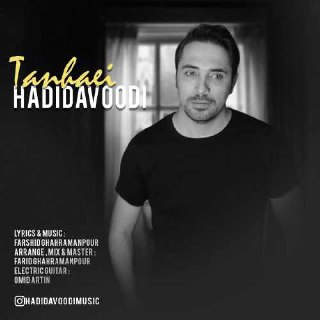 Tanhaei
HADIDAVOODI
LYRICS & MUSIC :
FARSHIDGHAHRAMANPOUR
ARRANGE , MIX & MASTER :
FARIDGHAHRAMANPOUR
ELECTRIC GUITAR :
OMID ARTIN
HADIDAVOODIMUSIC